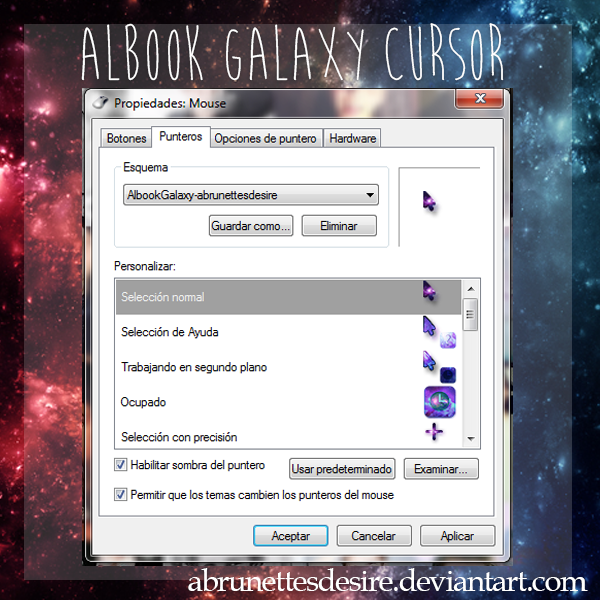 ALBOOK GALAXY CURSOR
Propiedades: Mouse
Botones Punteros Opciones de puntero Hardware
Esquema
AlbookGalaxy-abrunettesdesire
Guardar como... Eliminar
Personalizar:
Selección normal
Selección de Ayuda
Trabajando en segundo plano
Ocupado
Selección con precisión
Habilitar sombra del puntero
Usar predeterminado Examinar...
Permitir que los temas cambien los punteros del mouse
Aceptar Cancelar Aplicar
abrunettesdesire.deviantart.com